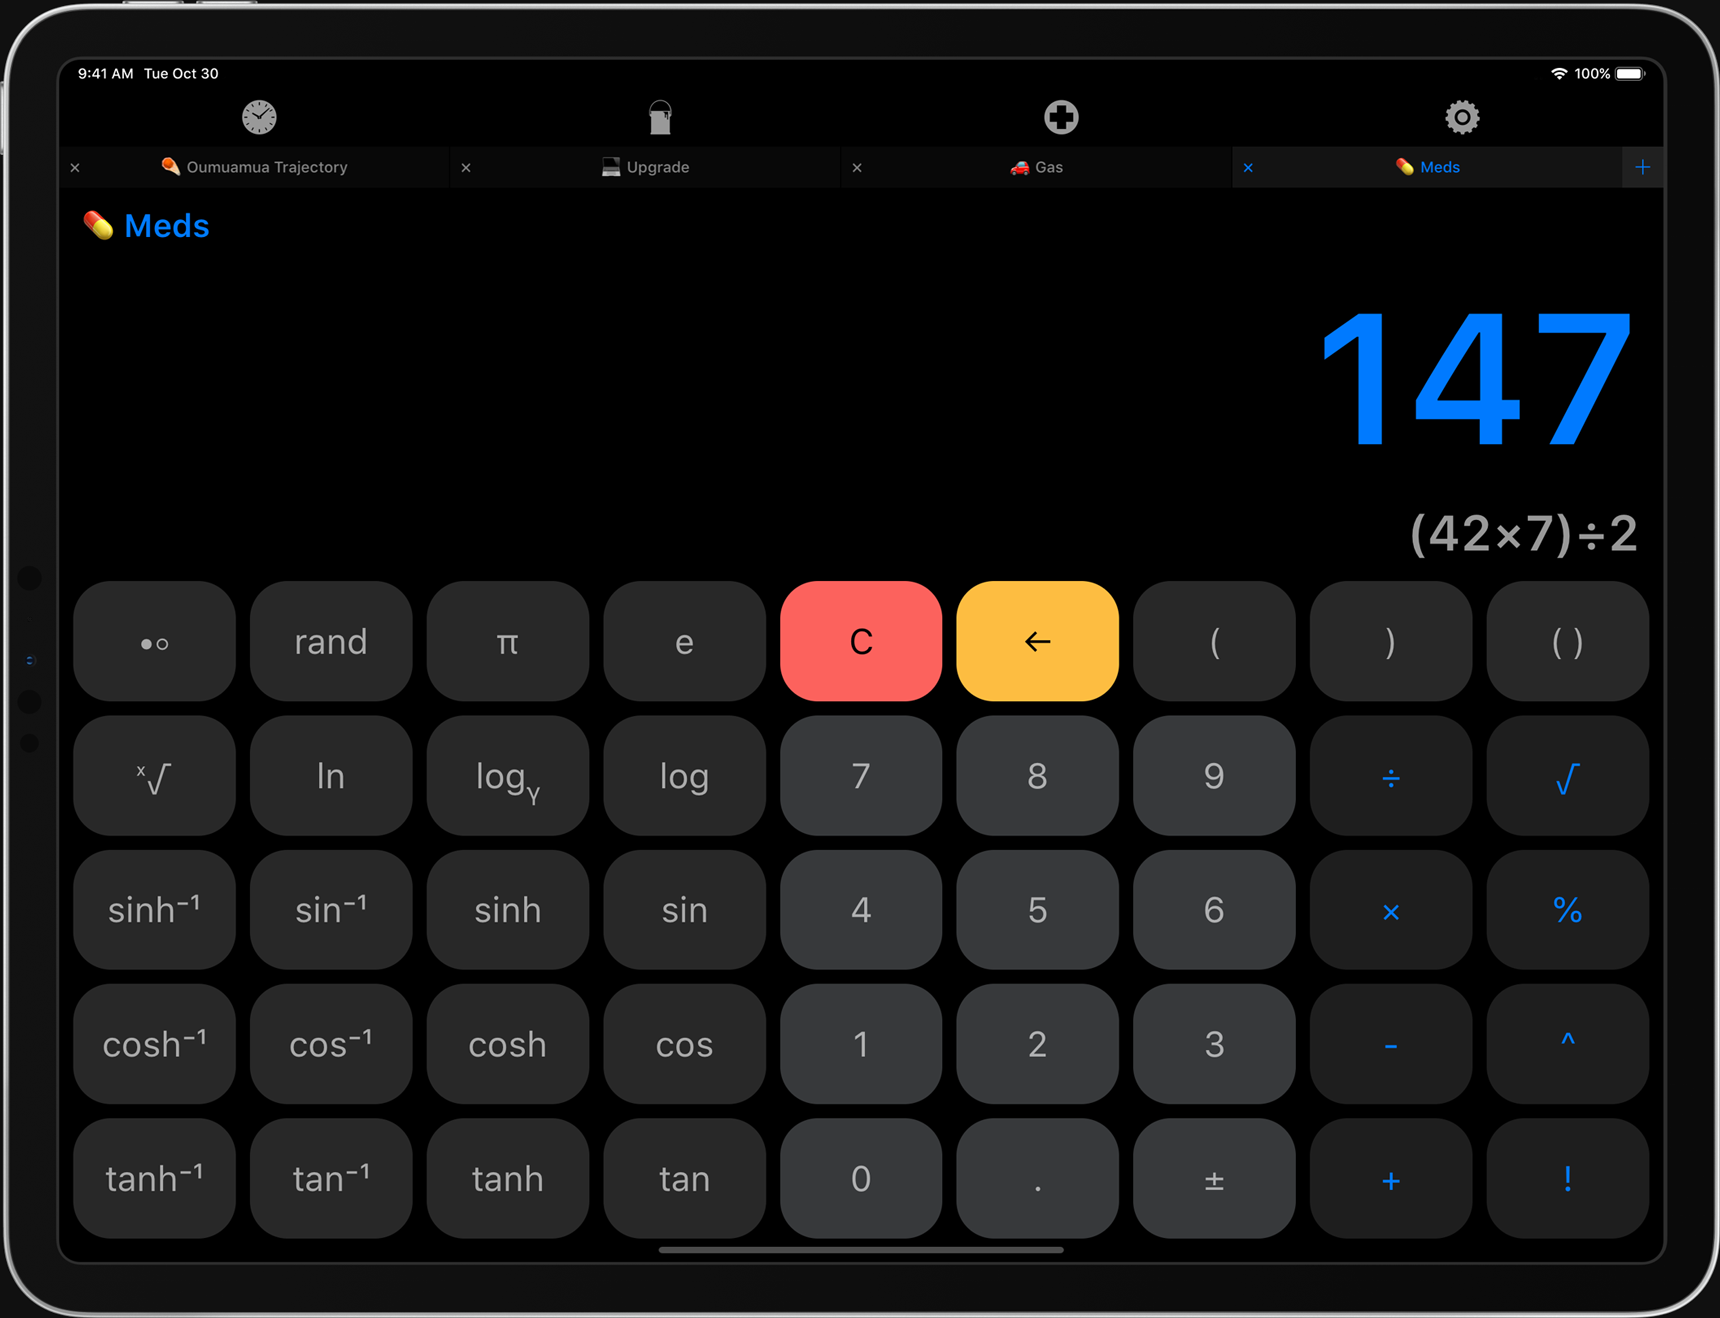 9:41 AM Tue Oct 30 100%
Oumuamua Trajectory
Upgrade
Gas
Meds
Meds
147
(42×7)÷2
rand π e C ← ( ) ( )
ˣ√ ln logᵧ log 7 8 9 ÷ √
sinh⁻¹ sin⁻¹ sinh sin 4 5 6 × %
cosh⁻¹ cos⁻¹ cosh cos 1 2 3 - ^
tanh⁻¹ tan⁻¹ tanh tan 0 . ± + !